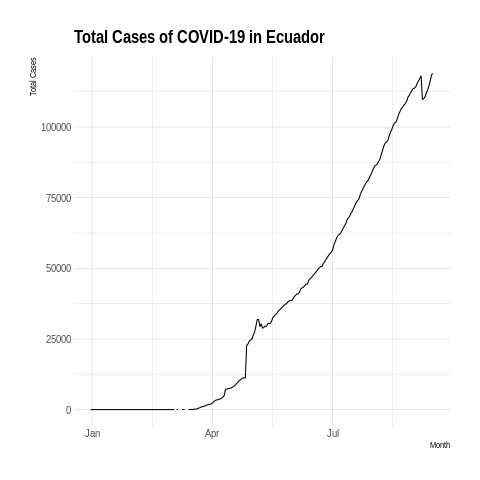 Total Cases of COVID-19 in Ecuador
Total Cases
100000
75000
50000
25000
0
Jan Apr Jul
Month